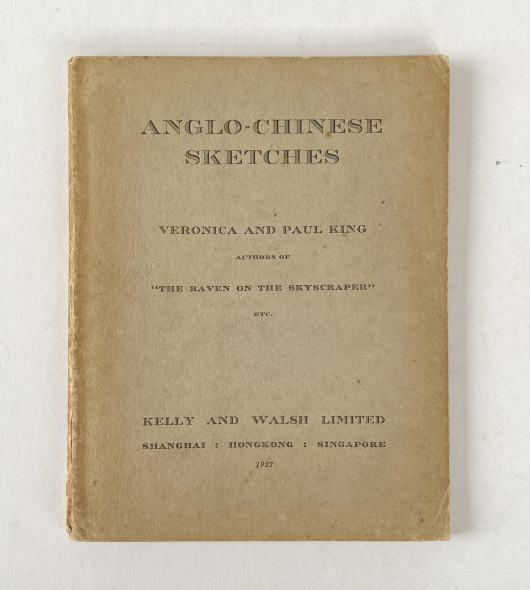 ANGLO-CHINESE
SKETCHES
VERONICA AND PAUL KING
AUTHORS OF
"THE RAVEN ON THE SKYSCRAPER"
ETC.
KELLY AND WALSH LIMITED
SHANGHAI : HONGKONG : SINGAPORE
1927